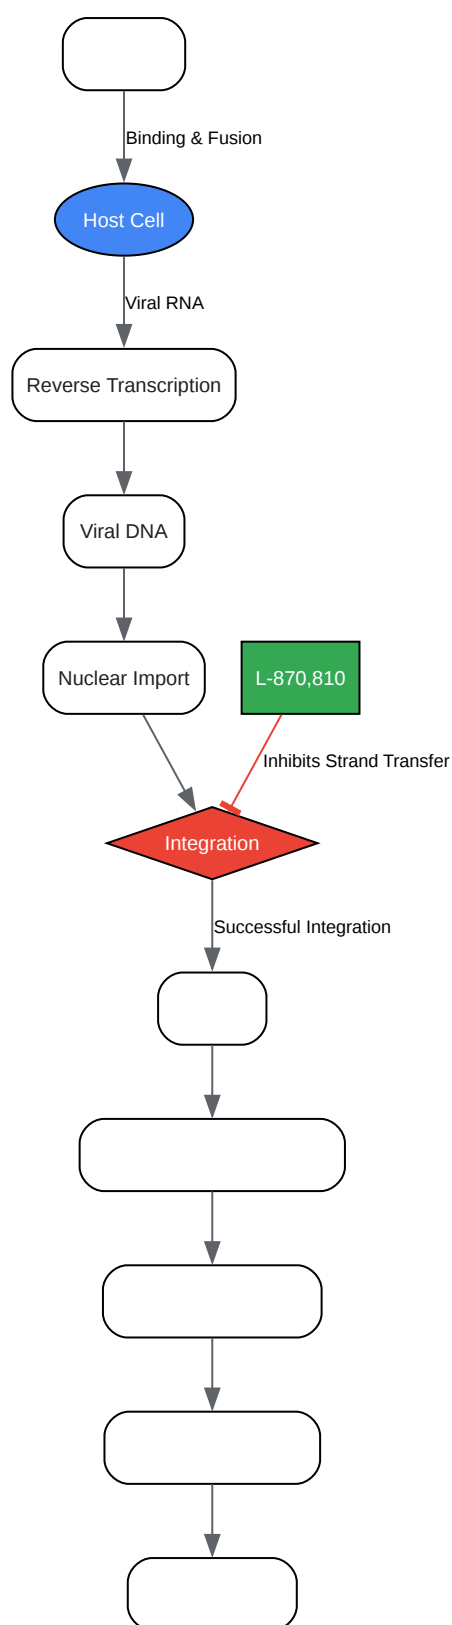 Binding & Fusion
Host Cell
Viral RNA
Reverse Transcription
Viral DNA
Nuclear Import
L-870,810
Inhibits Strand Transfer
Integration
Successful Integration